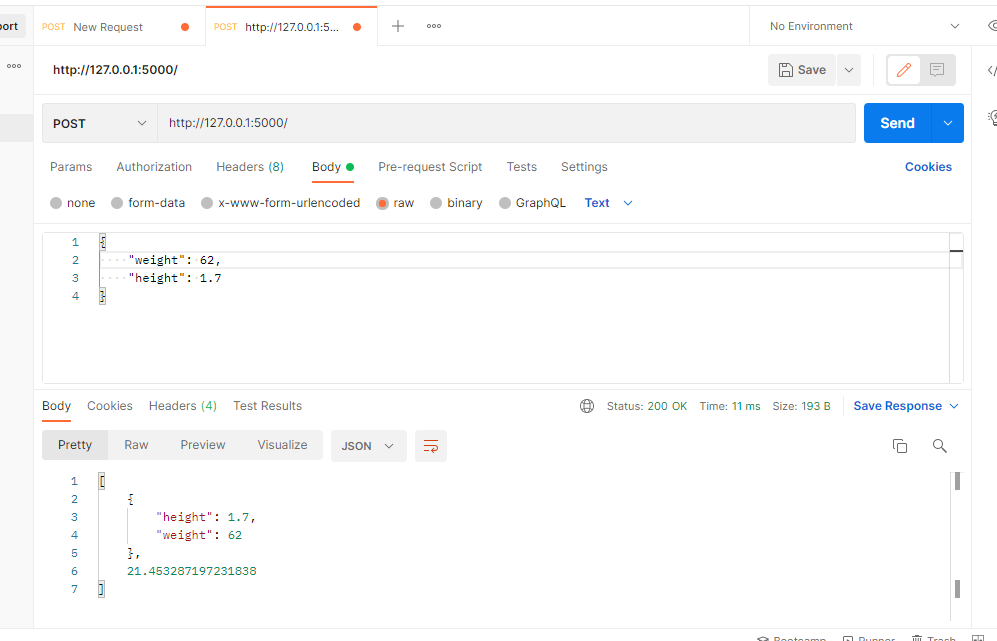 port
POST New Request
POST http://127.0.0.1:5...
No Environment
http://127.0.0.1:5000/
Save
POST
http://127.0.0.1:5000/
Send
Params Authorization Headers (8) Body Pre-request Script Tests Settings Cookies
none form-data x-www-form-urlencoded raw binary GraphQL Text
1 {
2 "weight": 62,
3 "height": 1.7
4 }
Body Cookies Headers (4) Test Results Status: 200 OK Time: 11 ms Size: 193 B Save Response
Pretty Raw Preview Visualize JSON
1 [
2 {
3 "height": 1.7,
4 "weight": 62
5 },
6 21.453287197231838
7 ]
Bootcamp Runner Trash